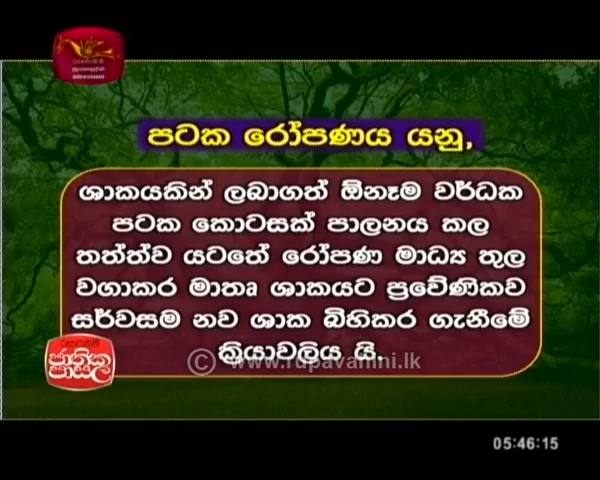 පටක රෝපණය යනු,
ශාකයකින් ලබාගත් ඕනෑම වර්ධක
පටක කොටසක් පාලනය කල
තත්ත්ව යටතේ රෝපණ මාධ්‍ය තුල
වගාකර මාතෘ ශාකයට ප්‍රවේණිකව
සර්වසම නව ශාක බිහිකර ගැනීමේ
ක්‍රියාවලිය යි.
© www.rupavahini.lk
ජාතික
පාසල
05:46:15